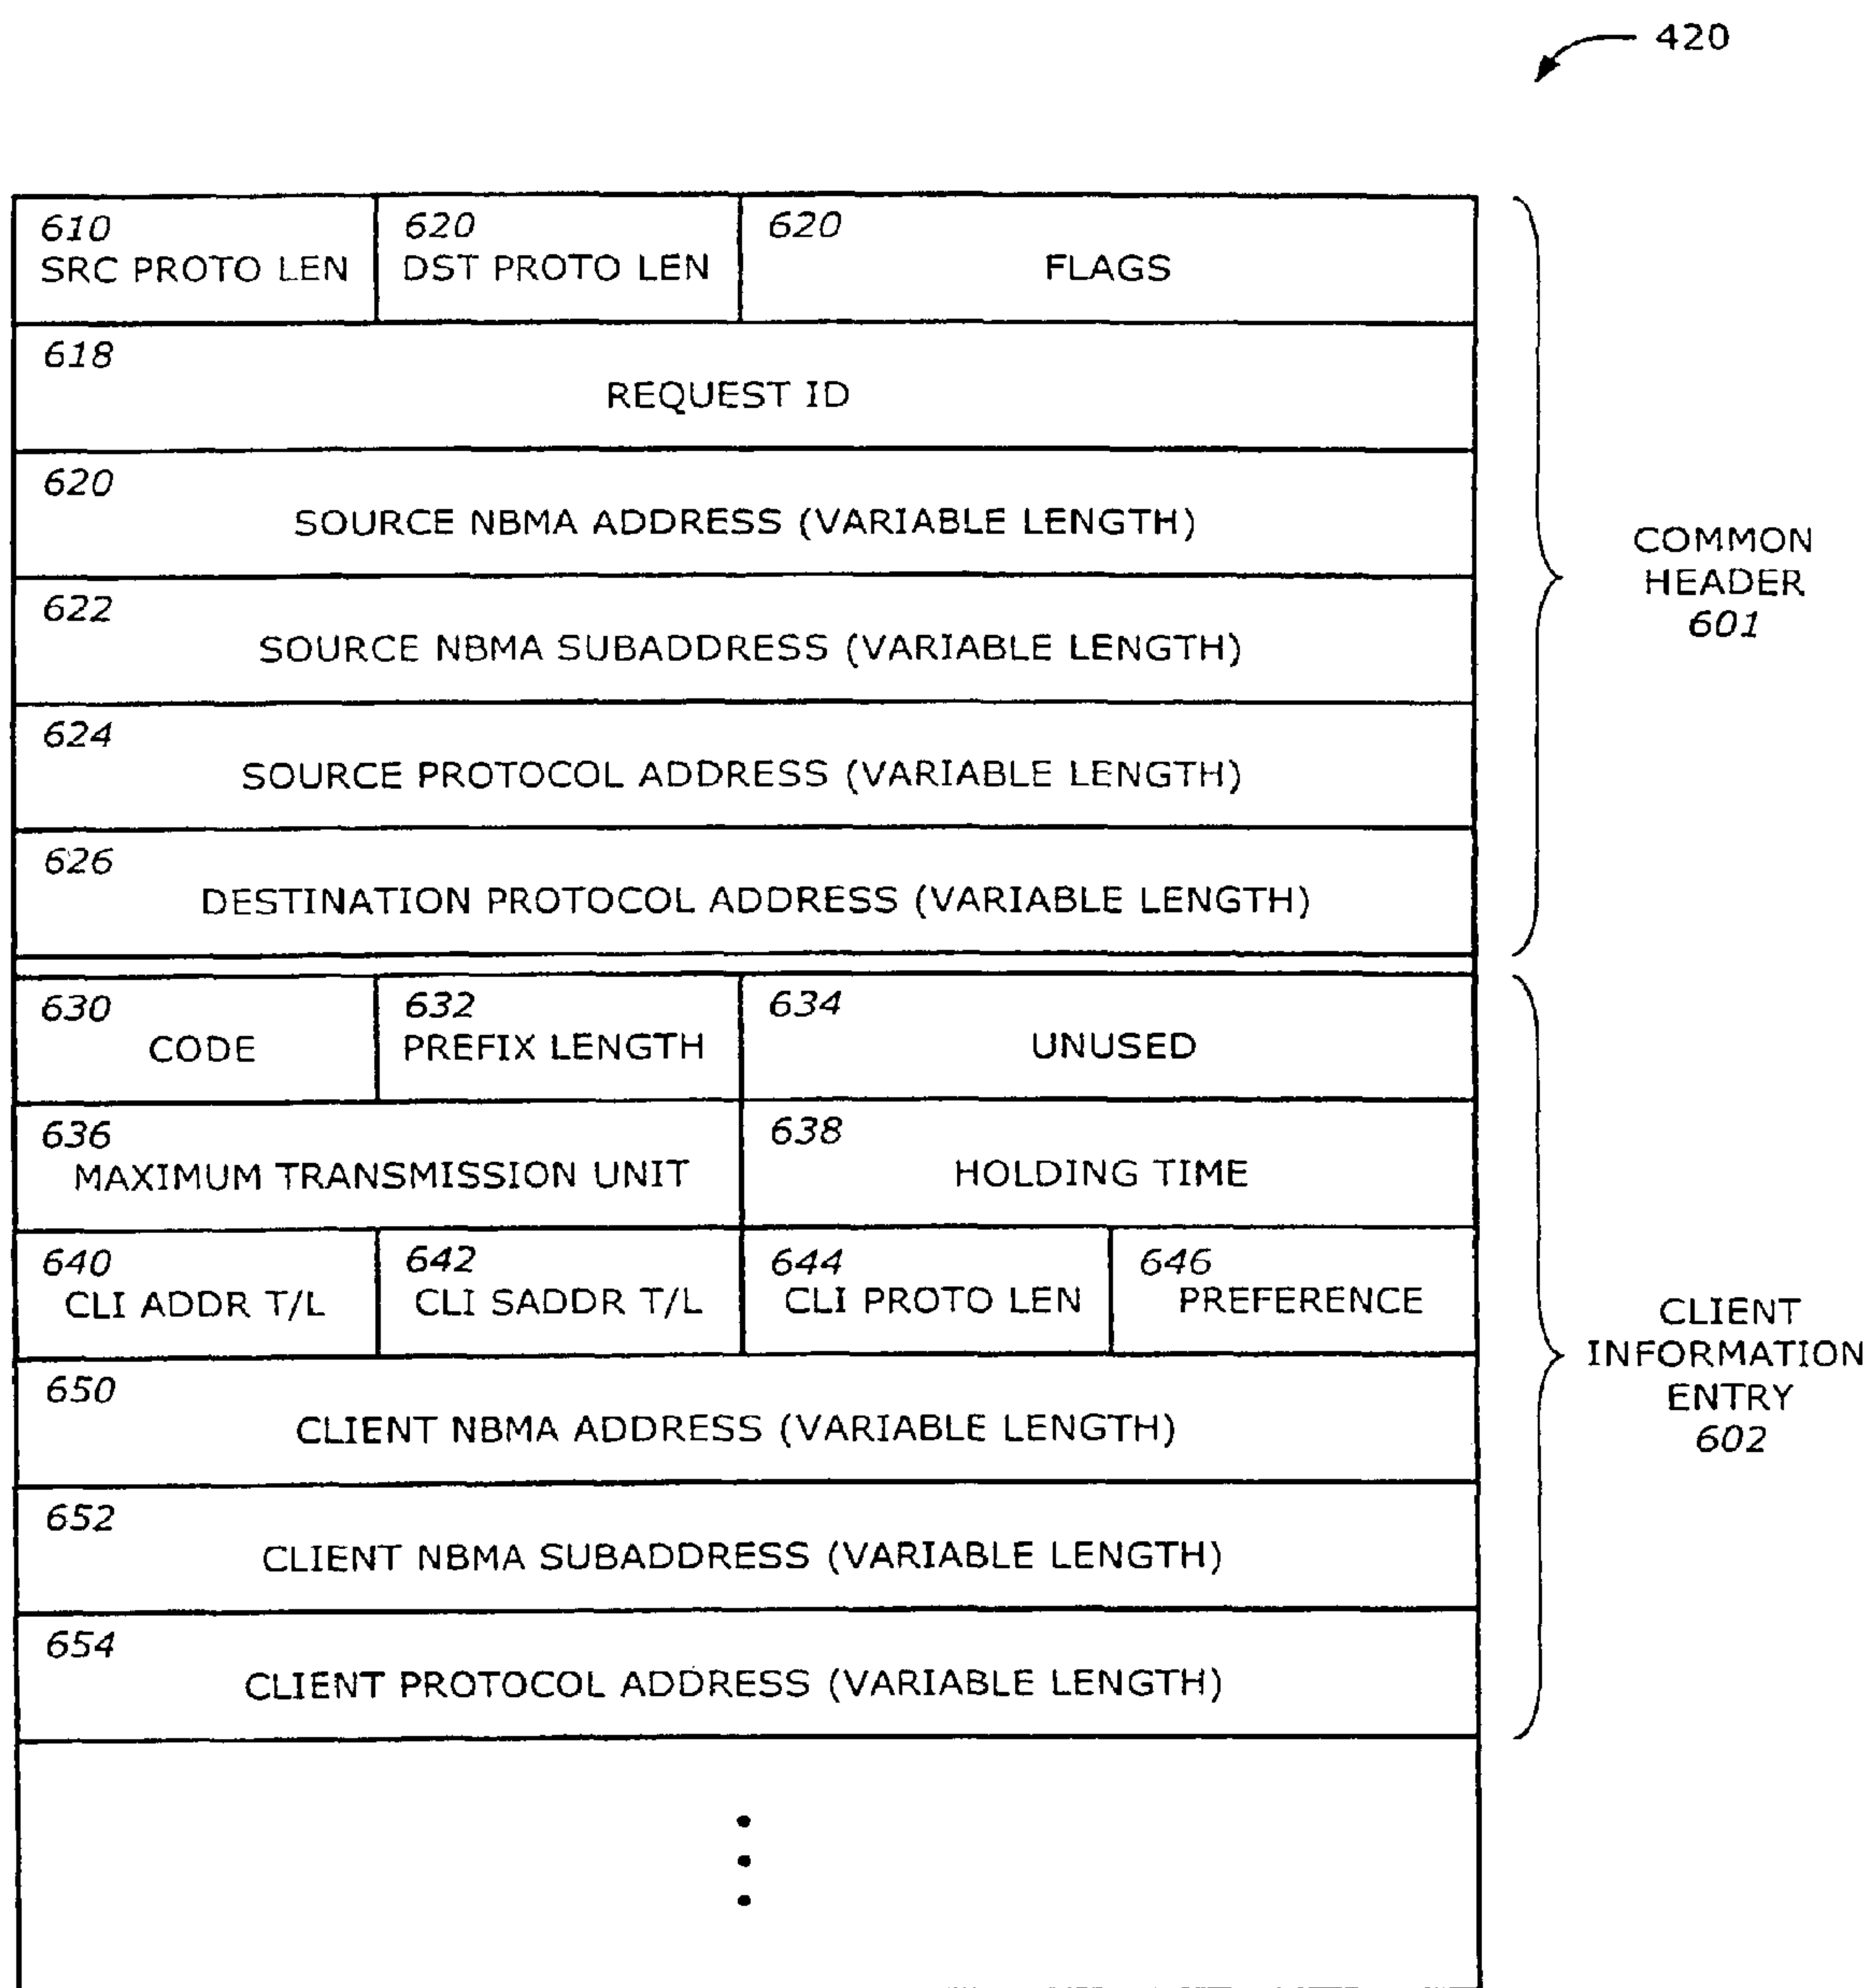 420
610 620 620
SRC PROTO LEN DST PROTO LEN FLAGS
618
REQUEST ID
620
SOURCE NBMA ADDRESS (VARIABLE LENGTH)
622
SOURCE NBMA SUBADDRESS (VARIABLE LENGTH)
624
SOURCE PROTOCOL ADDRESS (VARIABLE LENGTH)
626
DESTINATION PROTOCOL ADDRESS (VARIABLE LENGTH)
COMMON
HEADER
601
630 632 634
CODE PREFIX LENGTH UNUSED
636 638
MAXIMUM TRANSMISSION UNIT HOLDING TIME
640 642 644 646
CLI ADDR T/L CLI SADDR T/L CLI PROTO LEN PREFERENCE
650
CLIENT NBMA ADDRESS (VARIABLE LENGTH)
652
CLIENT NBMA SUBADDRESS (VARIABLE LENGTH)
654
CLIENT PROTOCOL ADDRESS (VARIABLE LENGTH)
CLIENT
INFORMATION
ENTRY
602